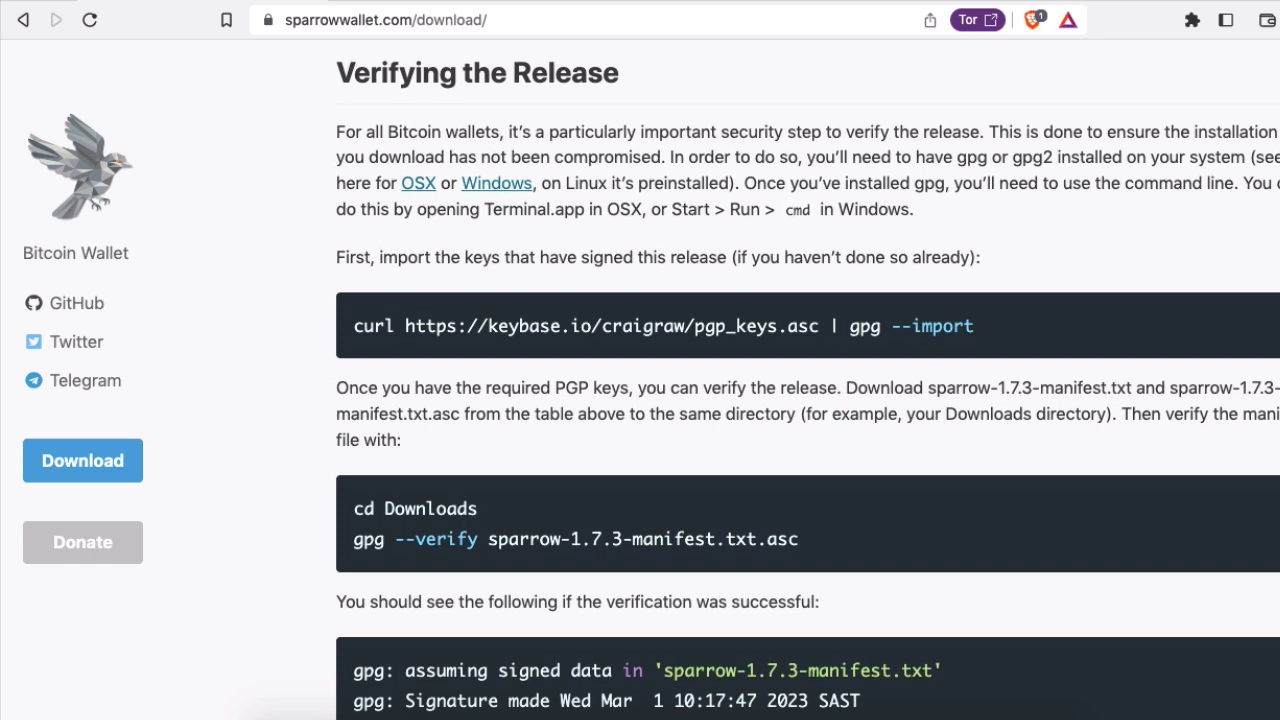 sparrowwallet.com/download/
Tor
1
Verifying the Release
For all Bitcoin wallets, it’s a particularly important security step to verify the release. This is done to ensure the installation
you download has not been compromised. In order to do so, you’ll need to have gpg or gpg2 installed on your system (see
here for OSX or Windows, on Linux it’s preinstalled). Once you’ve installed gpg, you’ll need to use the command line. You
do this by opening Terminal.app in OSX, or Start > Run > cmd in Windows.
Bitcoin Wallet
First, import the keys that have signed this release (if you haven’t done so already):
GitHub
curl https://keybase.io/craigraw/pgp_keys.asc | gpg --import
Twitter
Telegram
Once you have the required PGP keys, you can verify the release. Download sparrow-1.7.3-manifest.txt and sparrow-1.7.3-
manifest.txt.asc from the table above to the same directory (for example, your Downloads directory). Then verify the mani
file with:
Download
cd Downloads
gpg --verify sparrow-1.7.3-manifest.txt.asc
Donate
You should see the following if the verification was successful:
gpg: assuming signed data in 'sparrow-1.7.3-manifest.txt'
gpg: Signature made Wed Mar 1 10:17:47 2023 SAST